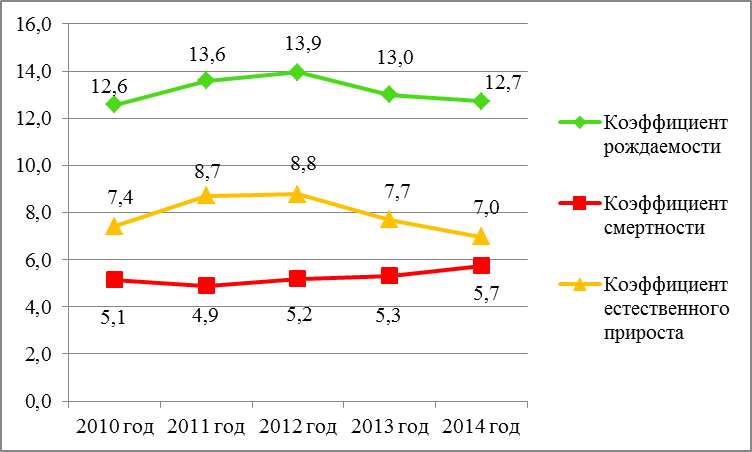 16,0
14,0
12,0
10,0
8,0
6,0
4,0
2,0
0,0
12,6
13,6
13,9
13,0
12,7
7,4
8,7
8,8
7,7
7,0
5,1
4,9
5,2
5,3
5,7
2010 год
2011 год
2012 год
2013 год
2014 год
Коэффициент
рождаемости
Коэффициент
смертности
Коэффициент
естественного
прироста